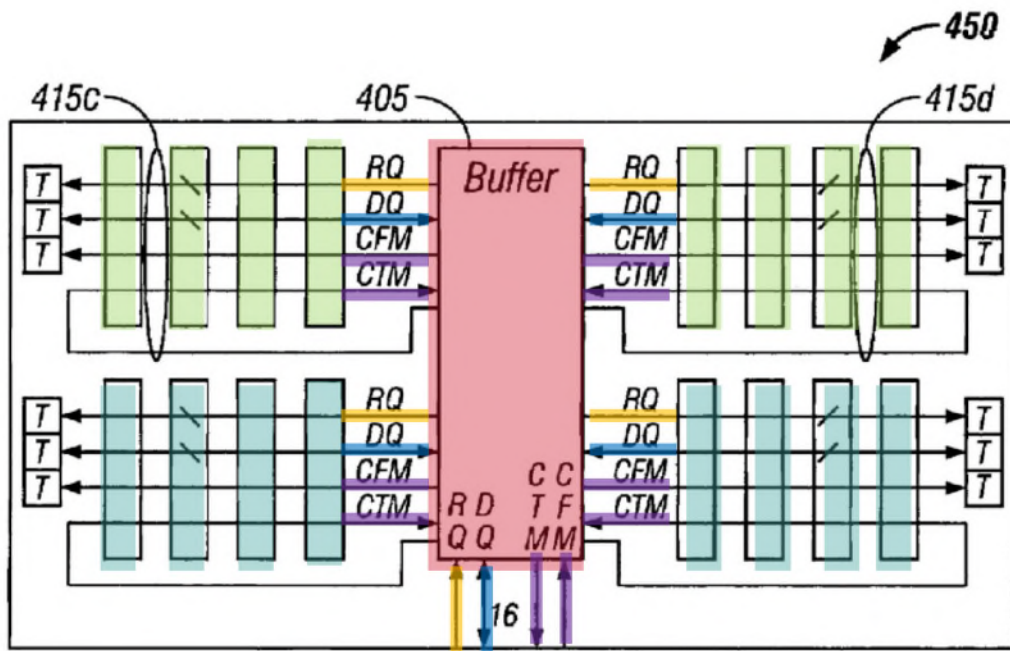 450
415c 405 415d
Buffer
T RQ RQ T
T DQ DQ T
T CFM CFM T
CTM CTM
T RQ RQ T
T DQ DQ T
T CFM C C CFM T
CTM R D T F CTM
Q Q M M
16